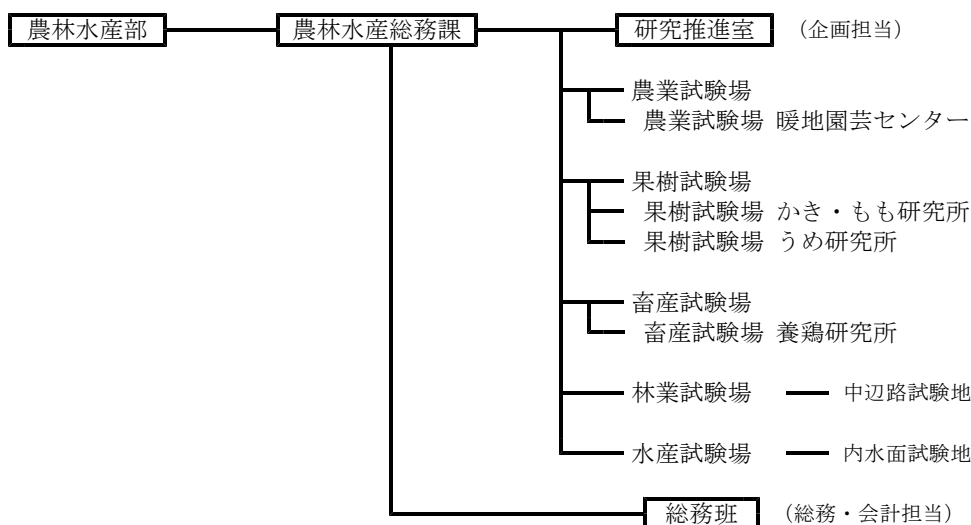 農林水産部 農林水産総務課 研究推進室 （企画担当）
農業試験場
農業試験場 暖地園芸センター
果樹試験場
果樹試験場 かき・もも研究所
果樹試験場 うめ研究所
畜産試験場
畜産試験場 養鶏研究所
林業試験場 中辺路試験地
水産試験場 内水面試験地
総務班 （総務・会計担当）